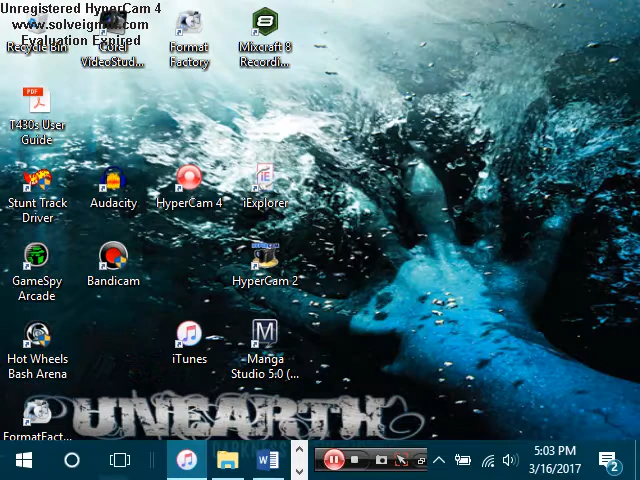 Unregistered HyperCam 4
www.solveigmm.com
Evaluation Expired
Recycle Bin
Corel VideoStud...
Format Factory
Mixcraft 8 Recordi...
PDF
T430s User Guide
Stunt Track Driver
Audacity
HyperCam 4
iExplorer
GameSpy Arcade
Bandicam
HyperCam 2
Hot Wheels Bash Arena
iTunes
Manga Studio 5:0 (...
FormatFact...
UNEARTH
5:03 PM
3/16/2017
2